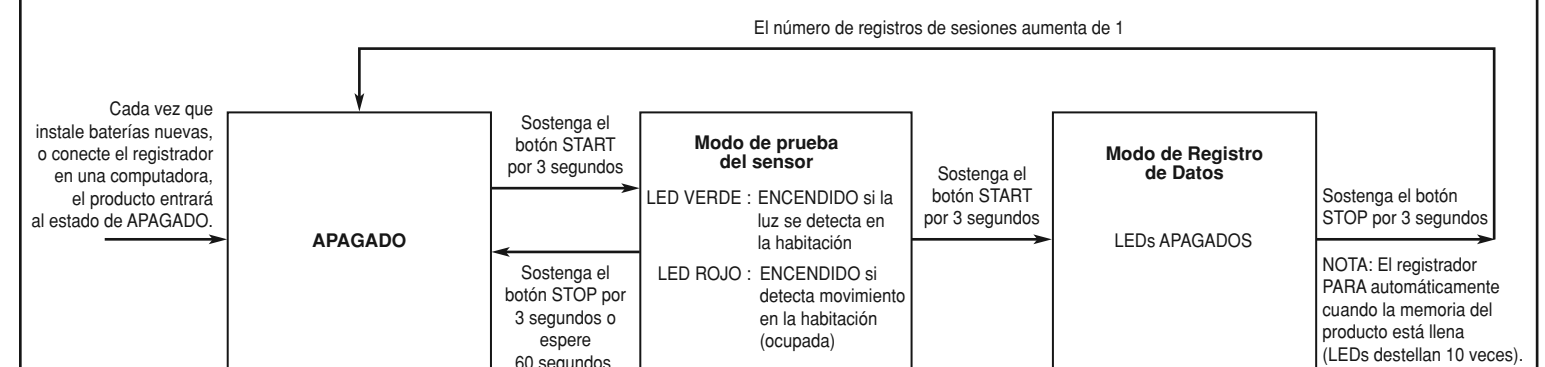 El número de registros de sesiones aumenta de 1
Cada vez que
instale baterías nuevas,
o conecte el registrador
en una computadora,
el producto entrará
al estado de APAGADO.
APAGADO
Sostenga el
botón START
por 3 segundos
Sostenga el
botón STOP por
3 segundos o
espere
60 segundos
Modo de prueba
del sensor
LED VERDE : ENCENDIDO si la
luz se detecta en
la habitación
LED ROJO : ENCENDIDO si
detecta movimiento
en la habitación
(ocupada)
Sostenga el
botón START
por 3 segundos
Modo de Registro
de Datos
LEDs APAGADOS
Sostenga el botón
STOP por 3 segundos
NOTA: El registrador
PARA automáticamente
cuando la memoria del
producto está llena
(LEDs destellan 10 veces).